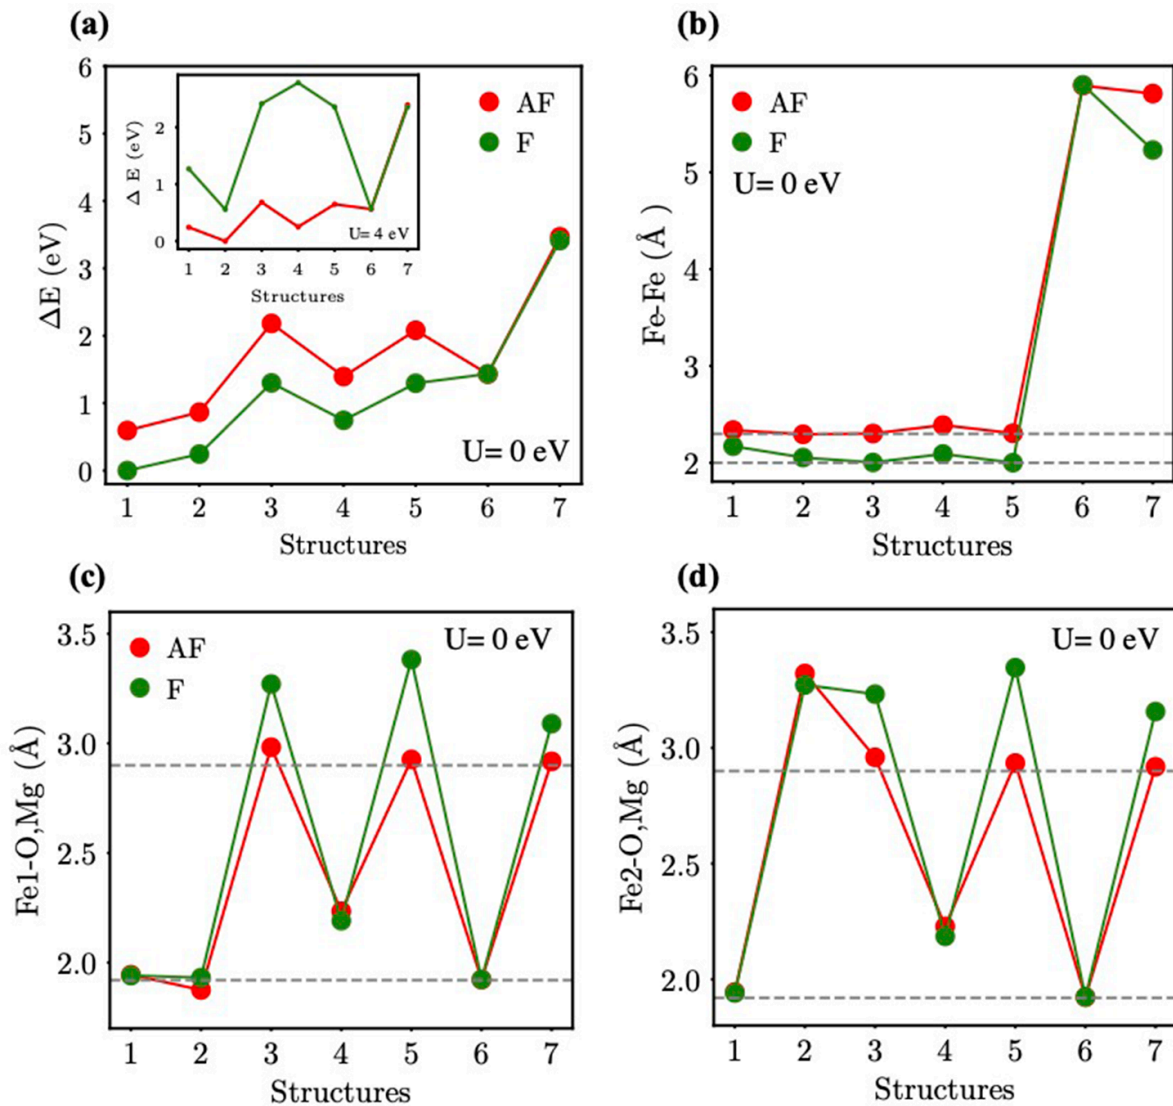 (a)
6
5
4
3
2
1
0
ΔE (eV)
2
1
0
Δ E (eV)
U= 4 eV
1 2 3 4 5 6 7
Structures
AF
F
U= 0 eV
1 2 3 4 5 6 7
Structures
(b)
6
5
4
3
2
Fe-Fe (Å )
AF
F
U= 0 eV
1 2 3 4 5 6 7
Structures
(c)
3.5
3.0
2.5
2.0
Fe1-O,Mg (Å)
AF
F
U= 0 eV
1 2 3 4 5 6 7
Structures
(d)
3.5
3.0
2.5
2.0
Fe2-O,Mg (Å)
U= 0 eV
1 2 3 4 5 6 7
Structures